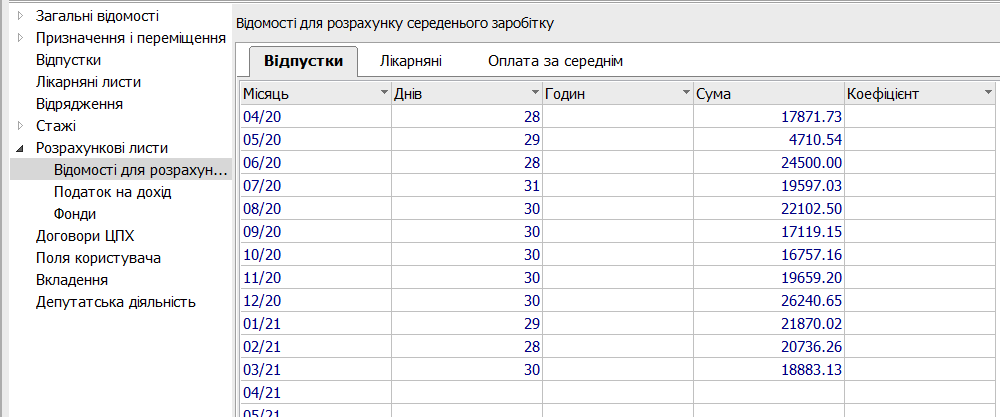 Загальні відомості
Призначення і переміщення
Відпустки
Лікарняні листи
Відрядження
Стажі
Розрахункові листи
Відомості для розрахун...
Податок на дохід
Фонди
Договори ЦПХ
Поля користувача
Вкладення
Депутатська діяльність
Відомості для розрахунку середенього заробітку
Відпустки Лікарняні Оплата за середнім
Місяць Днів Годин Сума Коефіцієнт
04/20 28 17871.73
05/20 29 4710.54
06/20 28 24500.00
07/20 31 19597.03
08/20 30 22102.50
09/20 30 17119.15
10/20 30 16757.16
11/20 30 19659.20
12/20 30 26240.65
01/21 29 21870.02
02/21 28 20736.26
03/21 30 18883.13
04/21
05/21